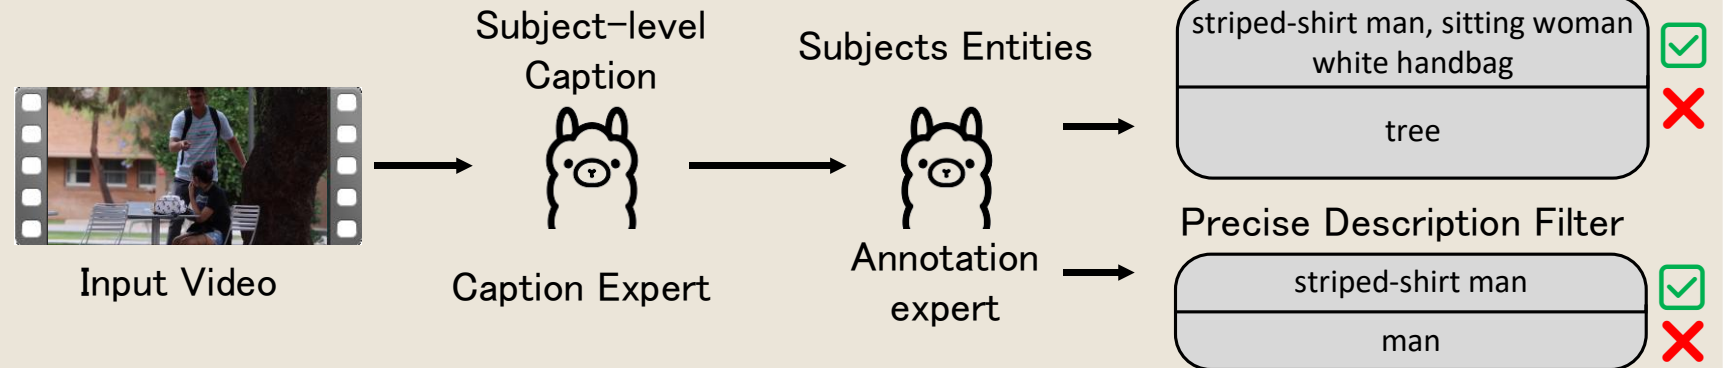 Subject-level
Caption
Subjects Entities
striped-shirt man, sitting woman
white handbag
tree
Input Video
Caption Expert
Annotation
expert
Precise Description Filter
striped-shirt man
man